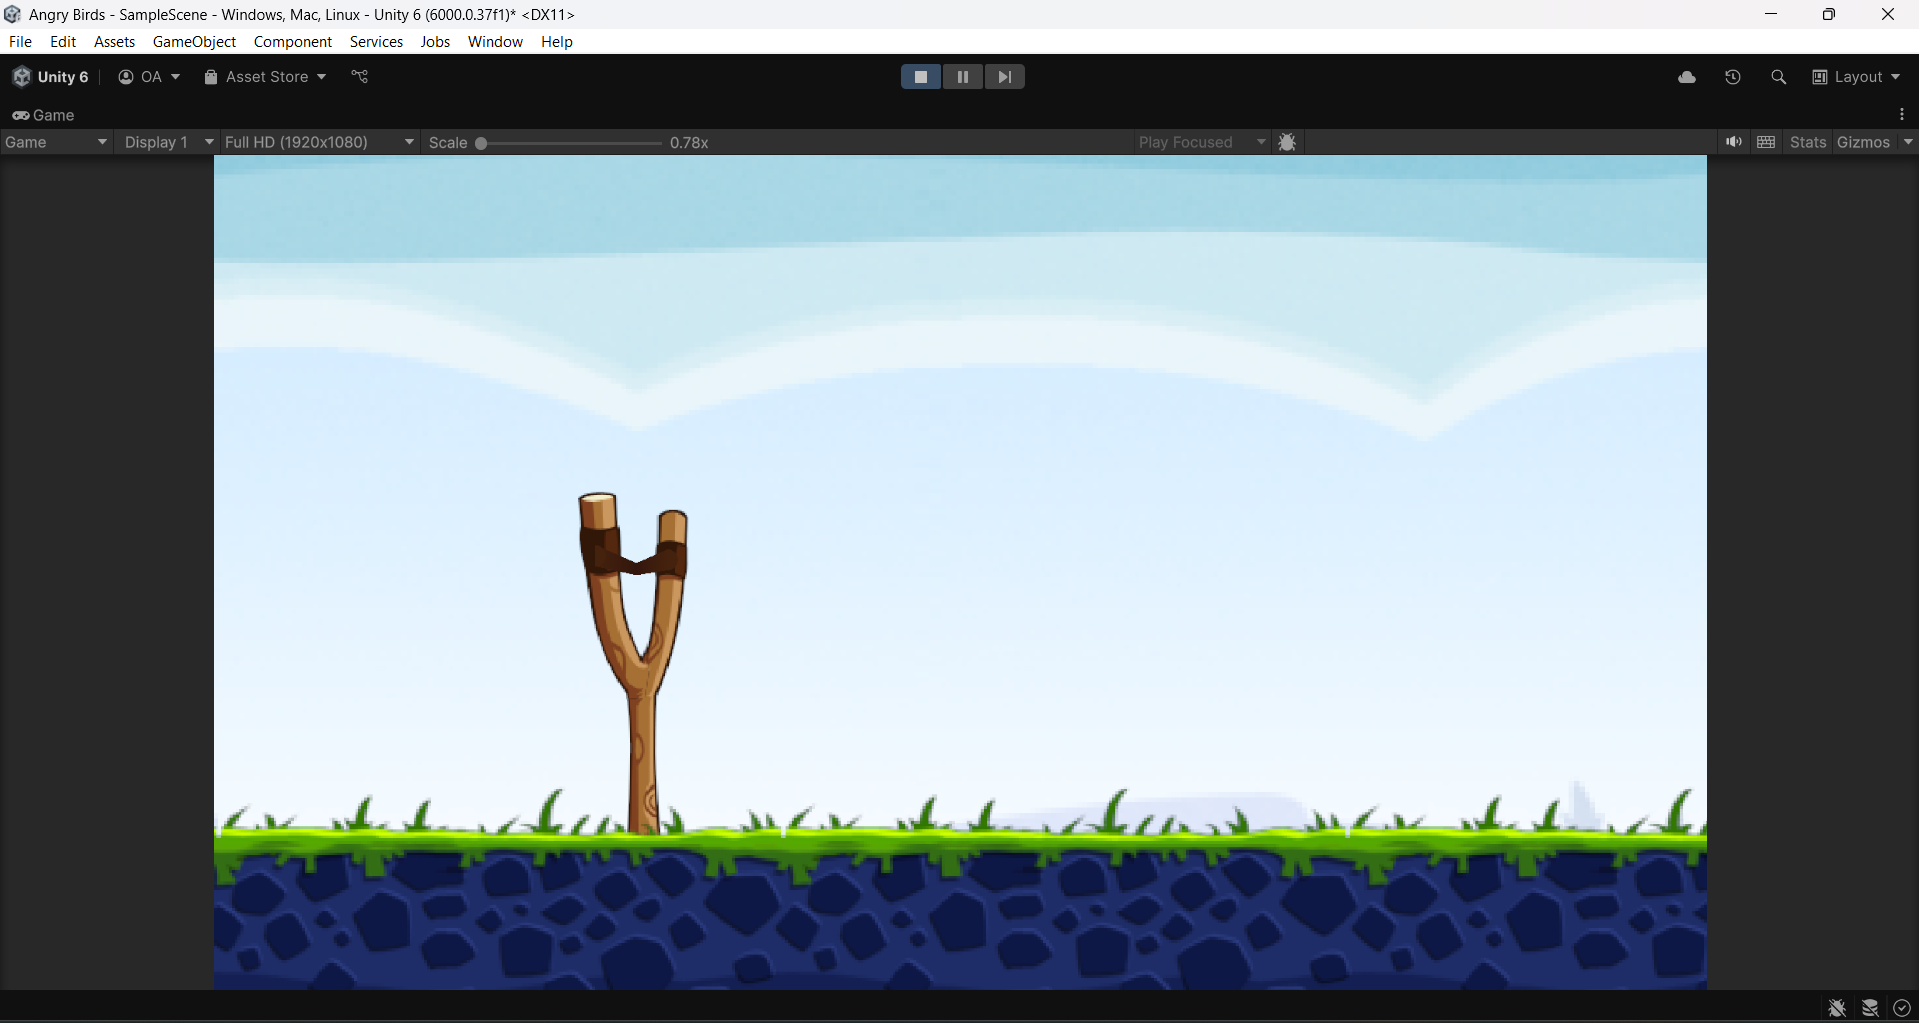 Angry Birds - SampleScene - Windows, Mac, Linux - Unity 6 (6000.0.37f1)* <DX11>
File Edit Assets GameObject Component Services Jobs Window Help
Unity 6 OA Asset Store Layout
Game
Game Display 1 Full HD (1920x1080) Scale 0.78x Play Focused Stats Gizmos